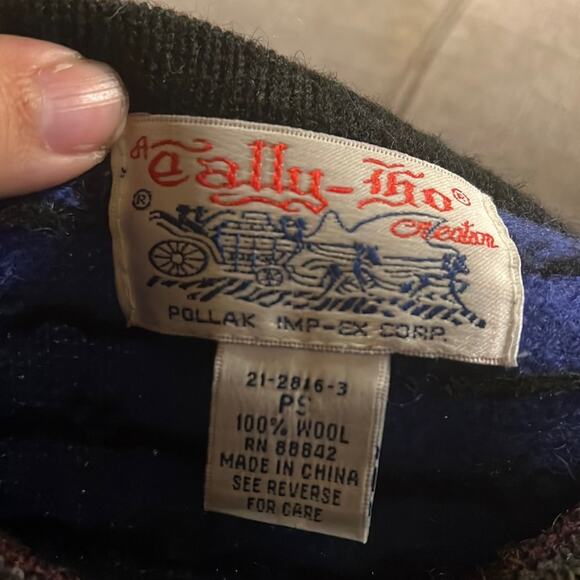 A Tally-Ho®
® Creation
POLLAK IMP-EX CORP.
21-2816-3
PS
100% WOOL
RN 88842
MADE IN CHINA
SEE REVERSE
FOR CARE